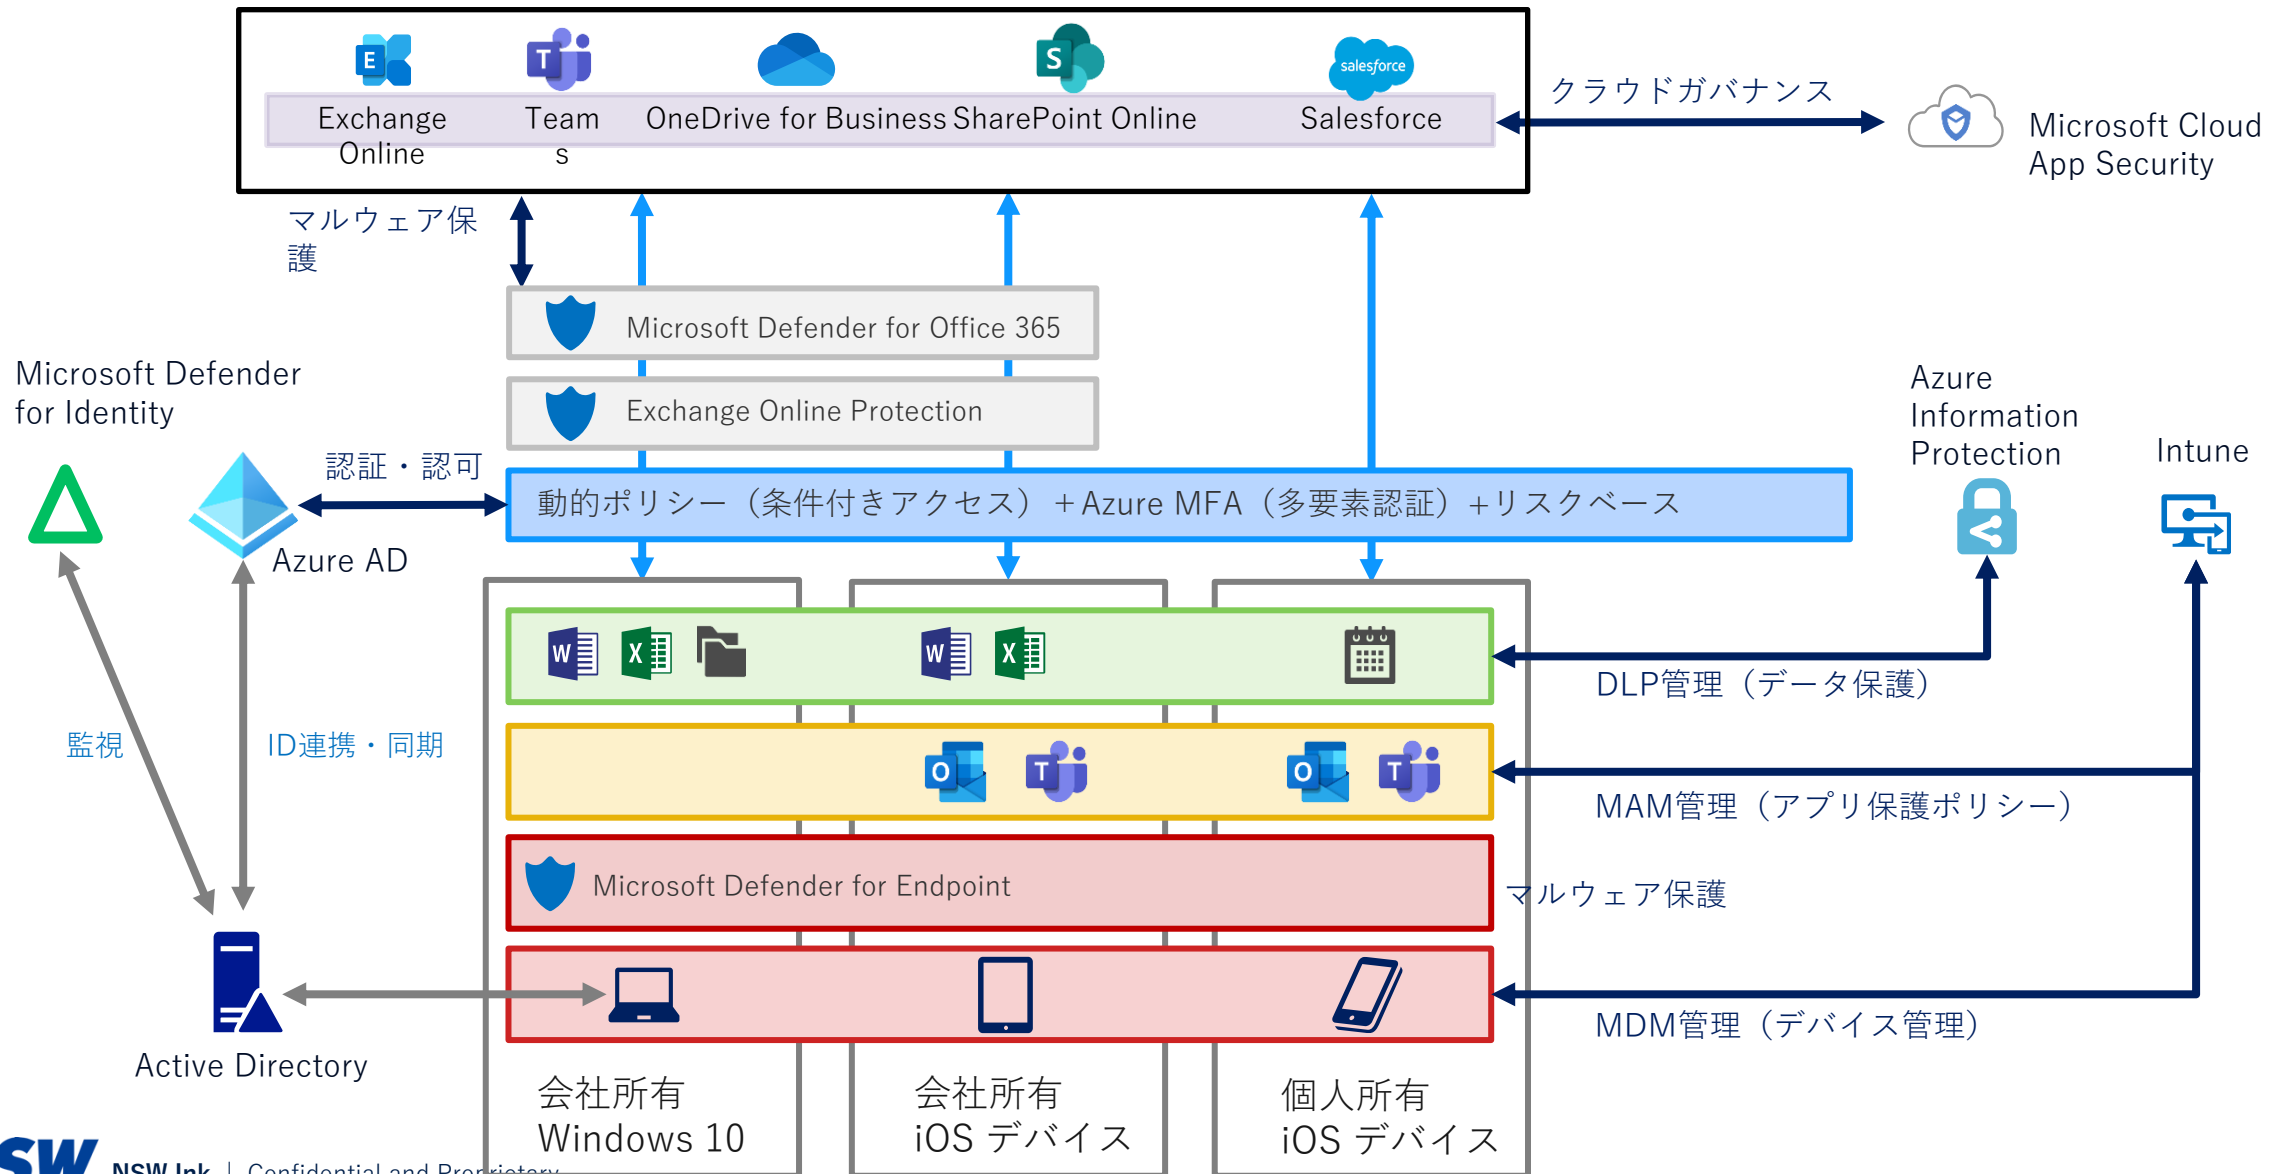 salesforce
Exchange
Online
Team
s
OneDrive for Business
SharePoint Online
Salesforce
クラウドガバナンス
Microsoft Cloud
App Security
マルウェア保
護
Microsoft Defender for Office 365
Exchange Online Protection
Microsoft Defender
for Identity
認証・認可
Azure AD
動的ポリシー（条件付きアクセス）＋Azure MFA（多要素認証）+リスクベース
Azure
Information
Protection
Intune
DLP管理（データ保護）
監視
ID連携・同期
MAM管理（アプリ保護ポリシー）
Microsoft Defender for Endpoint
マルウェア保護
MDM管理（デバイス管理）
Active Directory
会社所有
Windows 10
会社所有
iOS デバイス
個人所有
iOS デバイス
SW
NSW Ink | Confidential and Proprietary